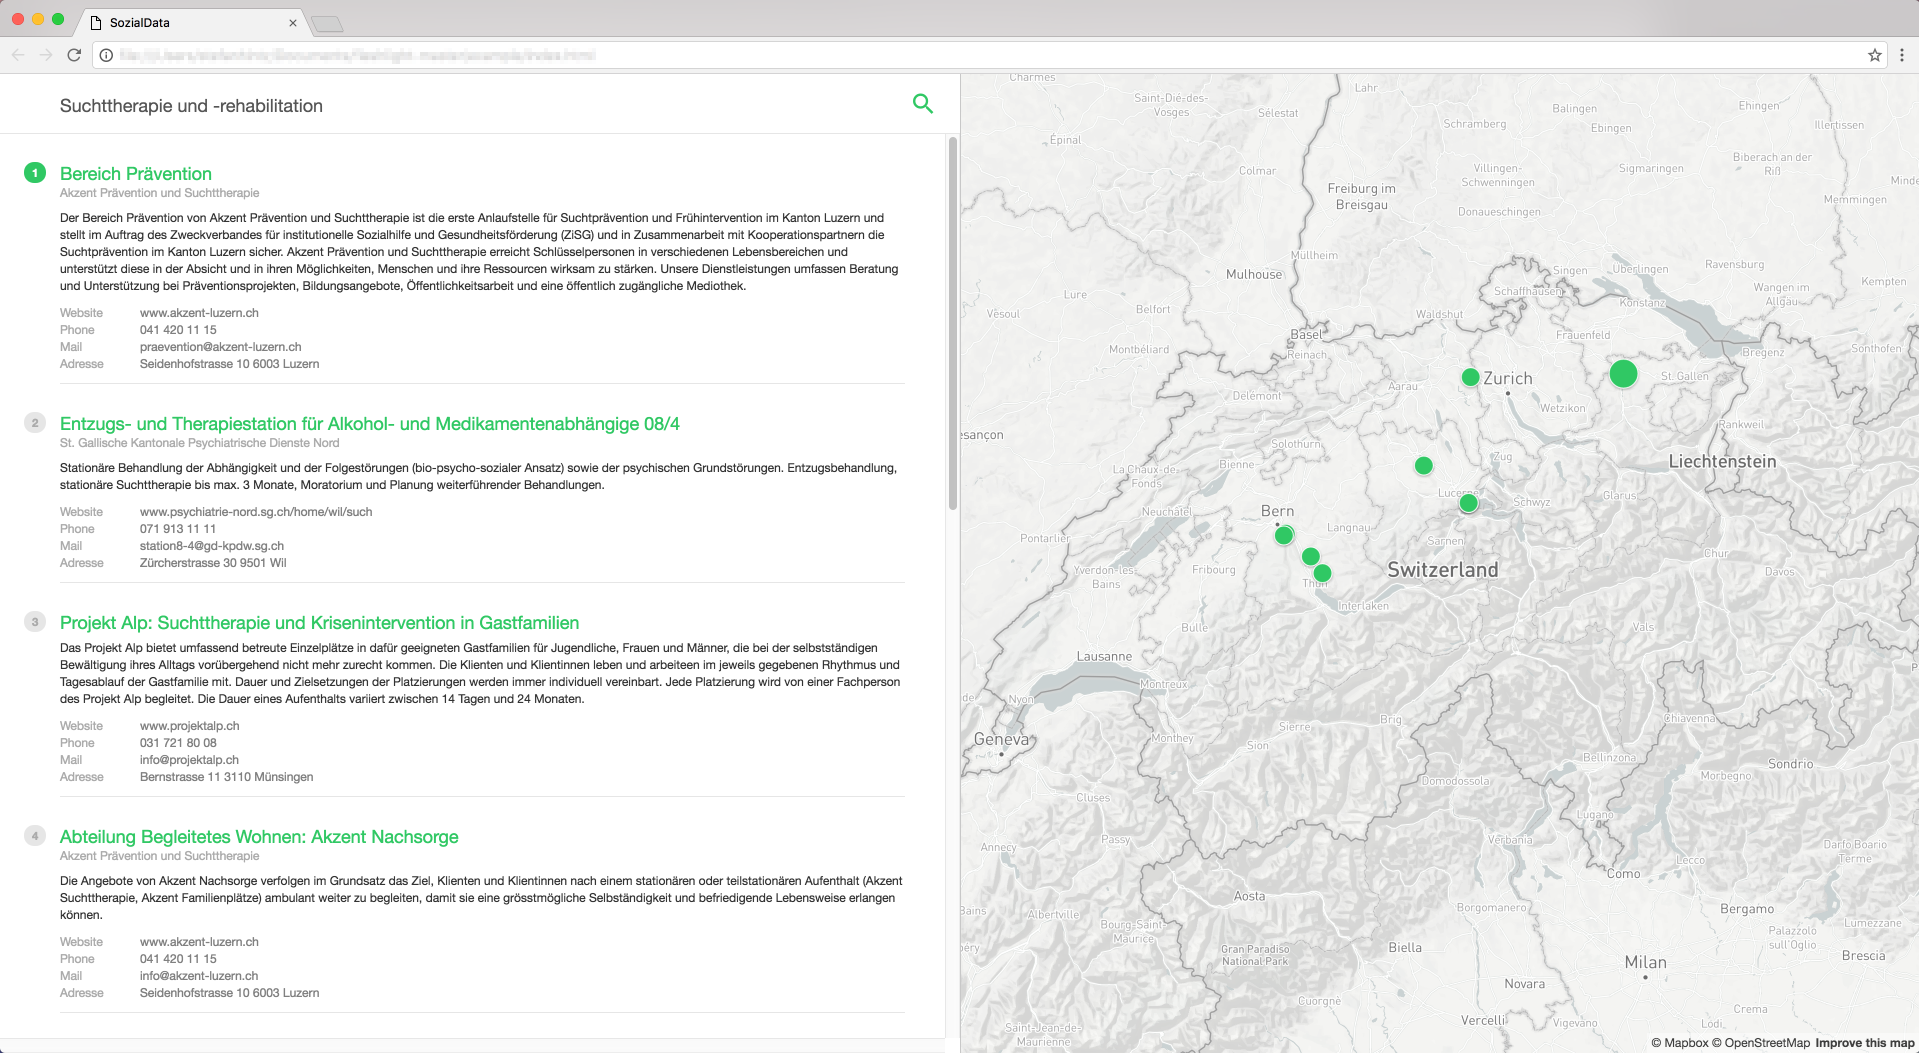 SozialData
Suchttherapie und -rehabilitation
1
Bereich Prävention
Akzent Prävention und Suchttherapie
Der Bereich Prävention von Akzent Prävention und Suchttherapie ist die erste Anlaufstelle für Suchtprävention und Frühintervention im Kanton Luzern und
stellt im Auftrag des Zweckverbandes für institutionelle Sozialhilfe und Gesundheitsförderung (ZiSG) und in Zusammenarbeit mit Kooperationspartnern die
Suchtprävention im Kanton Luzern sicher. Akzent Prävention und Suchttherapie erreicht Schlüsselpersonen in verschiedenen Lebensbereichen und
unterstützt diese in der Absicht und in ihren Möglichkeiten, Menschen und ihre Ressourcen wirksam zu stärken. Unsere Dienstleistungen umfassen Beratung
und Unterstützung bei Präventionsprojekten, Bildungsangebote, Öffentlichkeitsarbeit und eine öffentlich zugängliche Mediothek.
Website www.akzent-luzern.ch
Phone 041 420 11 15
Mail praevention@akzent-luzern.ch
Adresse Seidenhofstrasse 10 6003 Luzern
2
Entzugs- und Therapiestation für Alkohol- und Medikamentenabhängige 08/4
St. Gallische Kantonale Psychiatrische Dienste Nord
Stationäre Behandlung der Abhängigkeit und der Folgestörungen (bio-psycho-sozialer Ansatz) sowie der psychischen Grundstörungen. Entzugsbehandlung,
stationäre Suchttherapie bis max. 3 Monate, Moratorium und Planung weiterführender Behandlungen.
Website www.psychiatrie-nord.sg.ch/home/wil/such
Phone 071 913 11 11
Mail station8-4@gd-kpdw.sg.ch
Adresse Zürcherstrasse 30 9501 Wil
3
Projekt Alp: Suchttherapie und Krisenintervention in Gastfamilien
Das Projekt Alp bietet umfassend betreute Einzelplätze in dafür geeigneten Gastfamilien für Jugendliche, Frauen und Männer, die bei der selbstständigen
Bewältigung ihres Alltags vorübergehend nicht mehr zurecht kommen. Die Klienten und Klientinnen leben und arbeiteen im jeweils gegebenen Rhythmus und
Tagesablauf der Gastfamilie mit. Dauer und Zielsetzungen der Platzierungen werden immer individuell vereinbart. Jede Platzierung wird von einer Fachperson
des Projekt Alp begleitet. Die Dauer eines Aufenthalts variiert zwischen 14 Tagen und 24 Monaten.
Website www.projektalp.ch
Phone 031 721 80 08
Mail info@projektalp.ch
Adresse Bernstrasse 11 3110 Münsingen
4
Abteilung Begleitetes Wohnen: Akzent Nachsorge
Akzent Prävention und Suchttherapie
Die Angebote von Akzent Nachsorge verfolgen im Grundsatz das Ziel, Klienten und Klientinnen nach einem stationären oder teilstationären Aufenthalt (Akzent
Suchttherapie, Akzent Familienplätze) ambulant weiter zu begleiten, damit sie eine grösstmögliche Selbständigkeit und befriedigende Lebensweise erlangen
können.
Website www.akzent-luzern.ch
Phone 041 420 11 15
Mail info@akzent-luzern.ch
Adresse Seidenhofstrasse 10 6003 Luzern
Charmes
Lahr
Saint-Dié-des-
Vosges
Sélestat
Balingen
Ehingen
Schramberg
Ebingen
Illertissen
Épinal
Colmar
Villingen-
Schwenningen
Sigmaringen
Biberach an der
Riß
Freiburg im
Breisgau
Donaueschingen
Memmingen
Müllheim
Mulhouse
Singen
Überlingen
Ravensburg
Lure
Schaffhausen
Konstanz
Wangen im
Allgäu
Kempten
Vesoul
Belfort
Waldshut
Basel
Frauenfeld
Montbéliard
Reinach
Bregenz
Sonthofen
Aarau
Zurich
St. Gallen
Delémont
Wetzikon
Rankweil
Solothurn
Zug
Liechtenstein
La Chaux-de-
Fonds
Bienne
Lucerne
Schwyz
Glarus
Neuchâtel
Bern
Langnau
Pontarlier
Sarnen
Chur
Yverdon-les-
Bains
Fribourg
Thun
Switzerland
Davos
Interlaken
Bulle
Vals
Lausanne
Nyon
Montreux
Sierre
Brig
Chiavenna
Geneva
Monthey
Sion
Bellinzona
Sondrio
Domodossola
Morbegno
Cluses
Lugano
Annecy
Passy
Verbania
Lecco
Darfo Boario
Terme
Como
Aosta
Borgomanero
Bergamo
Albertville
Bourg-Saint-
Maurice
Gran Paradiso
National Park
Biella
Palazzolo
sull'Oglio
Lumezzane
Milan
Brescia
Novara
Cuorgnè
Crema
Saint-Jean-de-
Maurienne
Vercelli
Vigevano
Lodi
© Mapbox © OpenStreetMap Improve this map